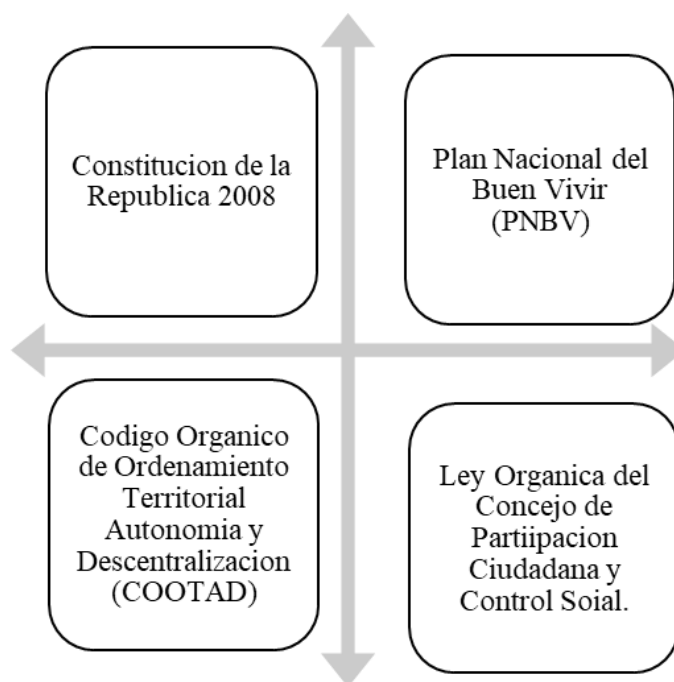 Constitucion de la
Republica 2008
Plan Nacional del
Buen Vivir
(PNBV)
Codigo Organico
de Ordenamiento
Territorial
Autonomia y
Descentralizacion
(COOTAD)
Ley Organica del
Concejo de
Partiipacion
Ciudadana y
Control Soial.